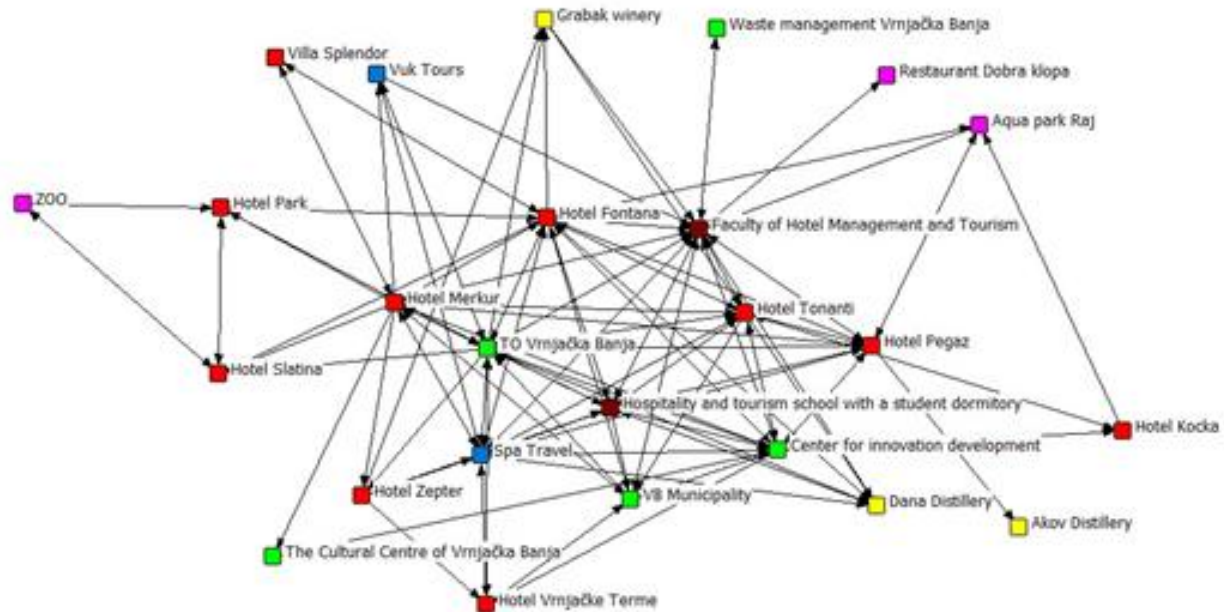 Grabak winery
Waste management Vrnjačka Banja
Villa Splendor
Vuk Tours
Restaurant Dobra klopa
Aqua park Raj
ZOO
Hotel Park
Hotel Fontana
Faculty of Hotel Management and Tourism
Hotel Merkur
Hotel Tonanti
TO Vrnjačka Banja
Hotel Pegaz
Hotel Slatina
Hospitality and tourism school with a student dormitory
Hotel Kocka
Center for innovation development
Spa Travel
Hotel Zepter
VB Municipality
Dana Distillery
Akov Distillery
The Cultural Centre of Vrnjačka Banja
Hotel Vrnjačke Terme